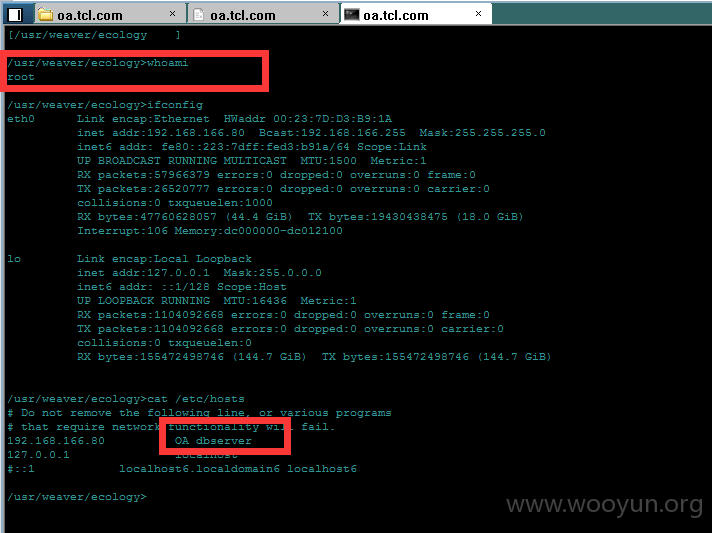 oa.tcl.com × oa.tcl.com × oa.tcl.com ×
[/usr/weaver/ecology ]
/usr/weaver/ecology>whoami
root
/usr/weaver/ecology>ifconfig
eth0 Link encap:Ethernet HWaddr 00:23:7D:D3:B9:1A
inet addr:192.168.166.80 Bcast:192.168.166.255 Mask:255.255.255.0
inet6 addr: fe80::223:7dff:fed3:b91a/64 Scope:Link
UP BROADCAST RUNNING MULTICAST MTU:1500 Metric:1
RX packets:57966379 errors:0 dropped:0 overruns:0 frame:0
TX packets:26520777 errors:0 dropped:0 overruns:0 carrier:0
collisions:0 txqueuelen:1000
RX bytes:47760628057 (44.4 GiB) TX bytes:19430438475 (18.0 GiB)
Interrupt:106 Memory:dc000000-dc012100
lo Link encap:Local Loopback
inet addr:127.0.0.1 Mask:255.0.0.0
inet6 addr: ::1/128 Scope:Host
UP LOOPBACK RUNNING MTU:16436 Metric:1
RX packets:1104092668 errors:0 dropped:0 overruns:0 frame:0
TX packets:1104092668 errors:0 dropped:0 overruns:0 carrier:0
collisions:0 txqueuelen:0
RX bytes:155472498746 (144.7 GiB) TX bytes:155472498746 (144.7 GiB)
/usr/weaver/ecology>cat /etc/hosts
# Do not remove the following line, or various programs
# that require network functionality will fail.
192.168.166.80 OA dbserver
127.0.0.1 localhost
#::1 localhost6.localdomain6 localhost6
/usr/weaver/ecology>
www.wooyun.org